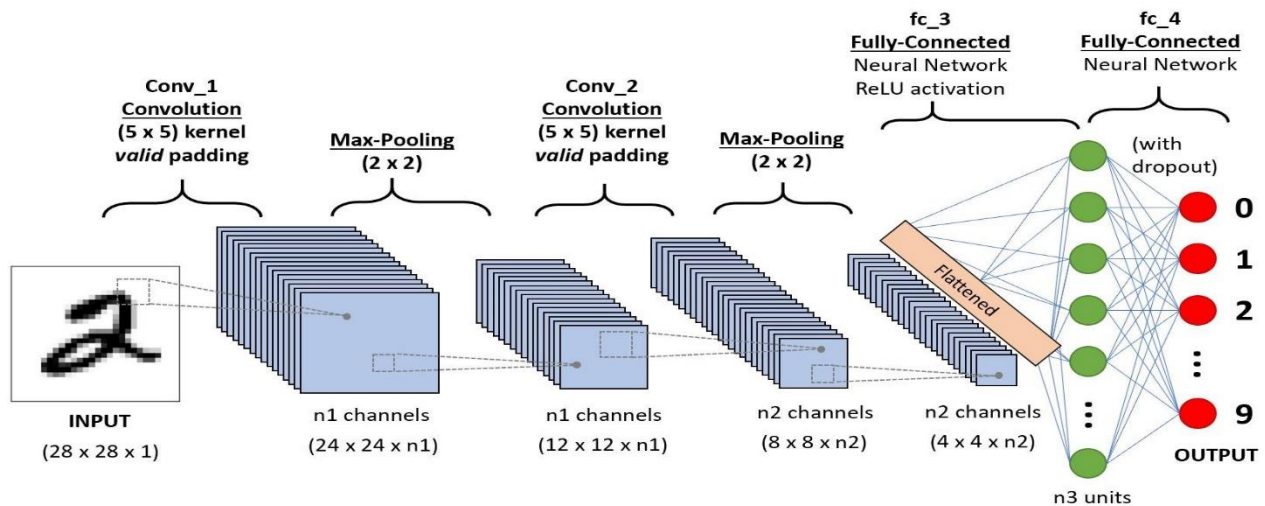 Conv_1
Convolution
(5 x 5) kernel
valid padding
Max-Pooling
(2 x 2)
Conv_2
Convolution
(5 x 5) kernel
valid padding
Max-Pooling
(2 x 2)
fc_3
Fully-Connected
Neural Network
ReLU activation
fc_4
Fully-Connected
Neural Network
(with
dropout)
2
INPUT
(28 x 28 x 1)
n1 channels
(24 x 24 x n1)
n1 channels
(12 x 12 x n1)
n2 channels
(8 x 8 x n2)
n2 channels
(4 x 4 x n2)
Flattened
n3 units
0
1
2
9
OUTPUT